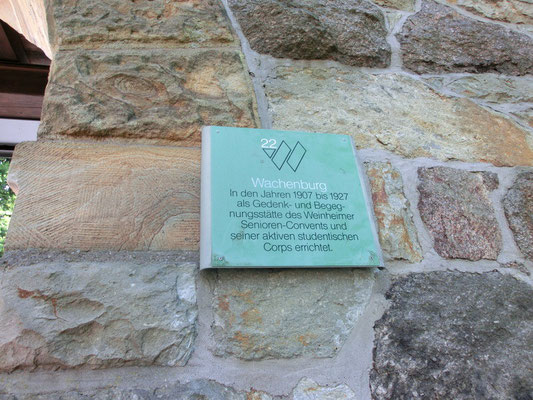 22
Wachenburg
In den Jahren 1907 bis 1927
als Gedenk- und Begeg-
nungsstätte des Weinheimer
Senioren-Convents und
seiner aktiven studentischen
Corps errichtet.